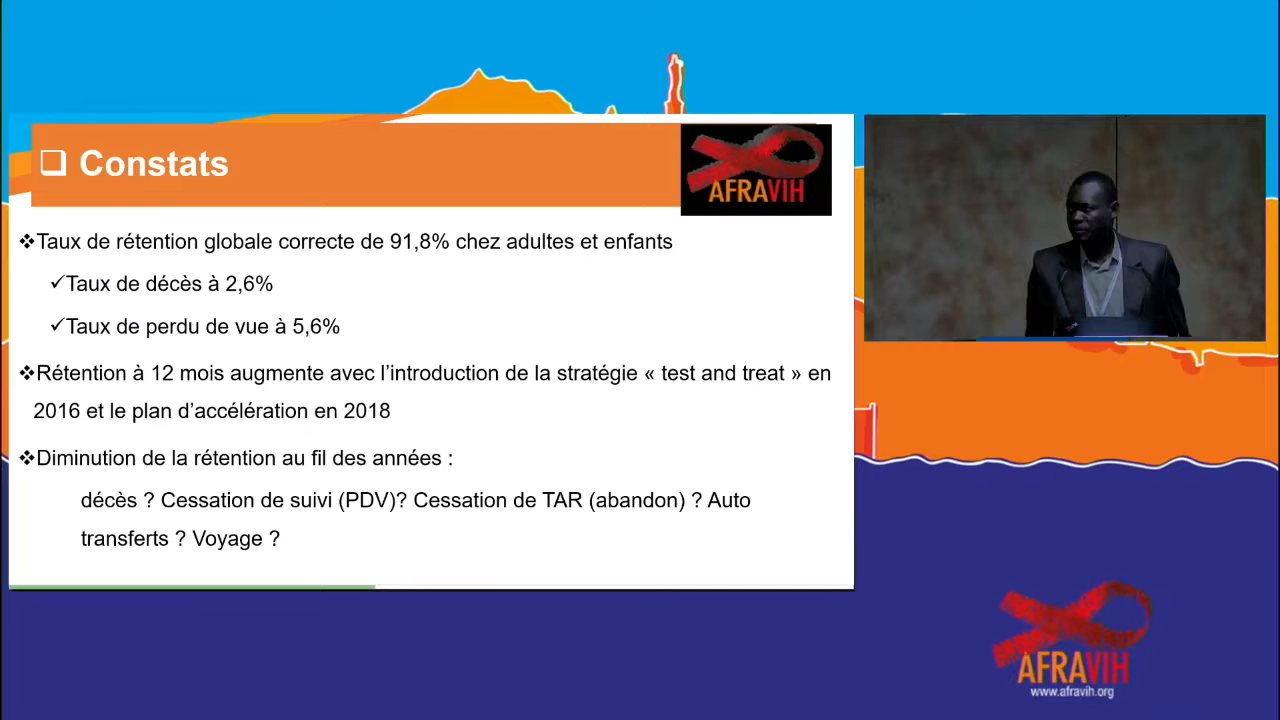 Constats
AFRAVIH
Taux de rétention globale correcte de 91,8% chez adultes et enfants
Taux de décès à 2,6%
Taux de perdu de vue à 5,6%
Rétention à 12 mois augmente avec l’introduction de la stratégie « test and treat » en
2016 et le plan d’accélération en 2018
Diminution de la rétention au fil des années :
décès ? Cessation de suivi (PDV)? Cessation de TAR (abandon) ? Auto
transferts ? Voyage ?
AFRAVIH
www.afravih.org